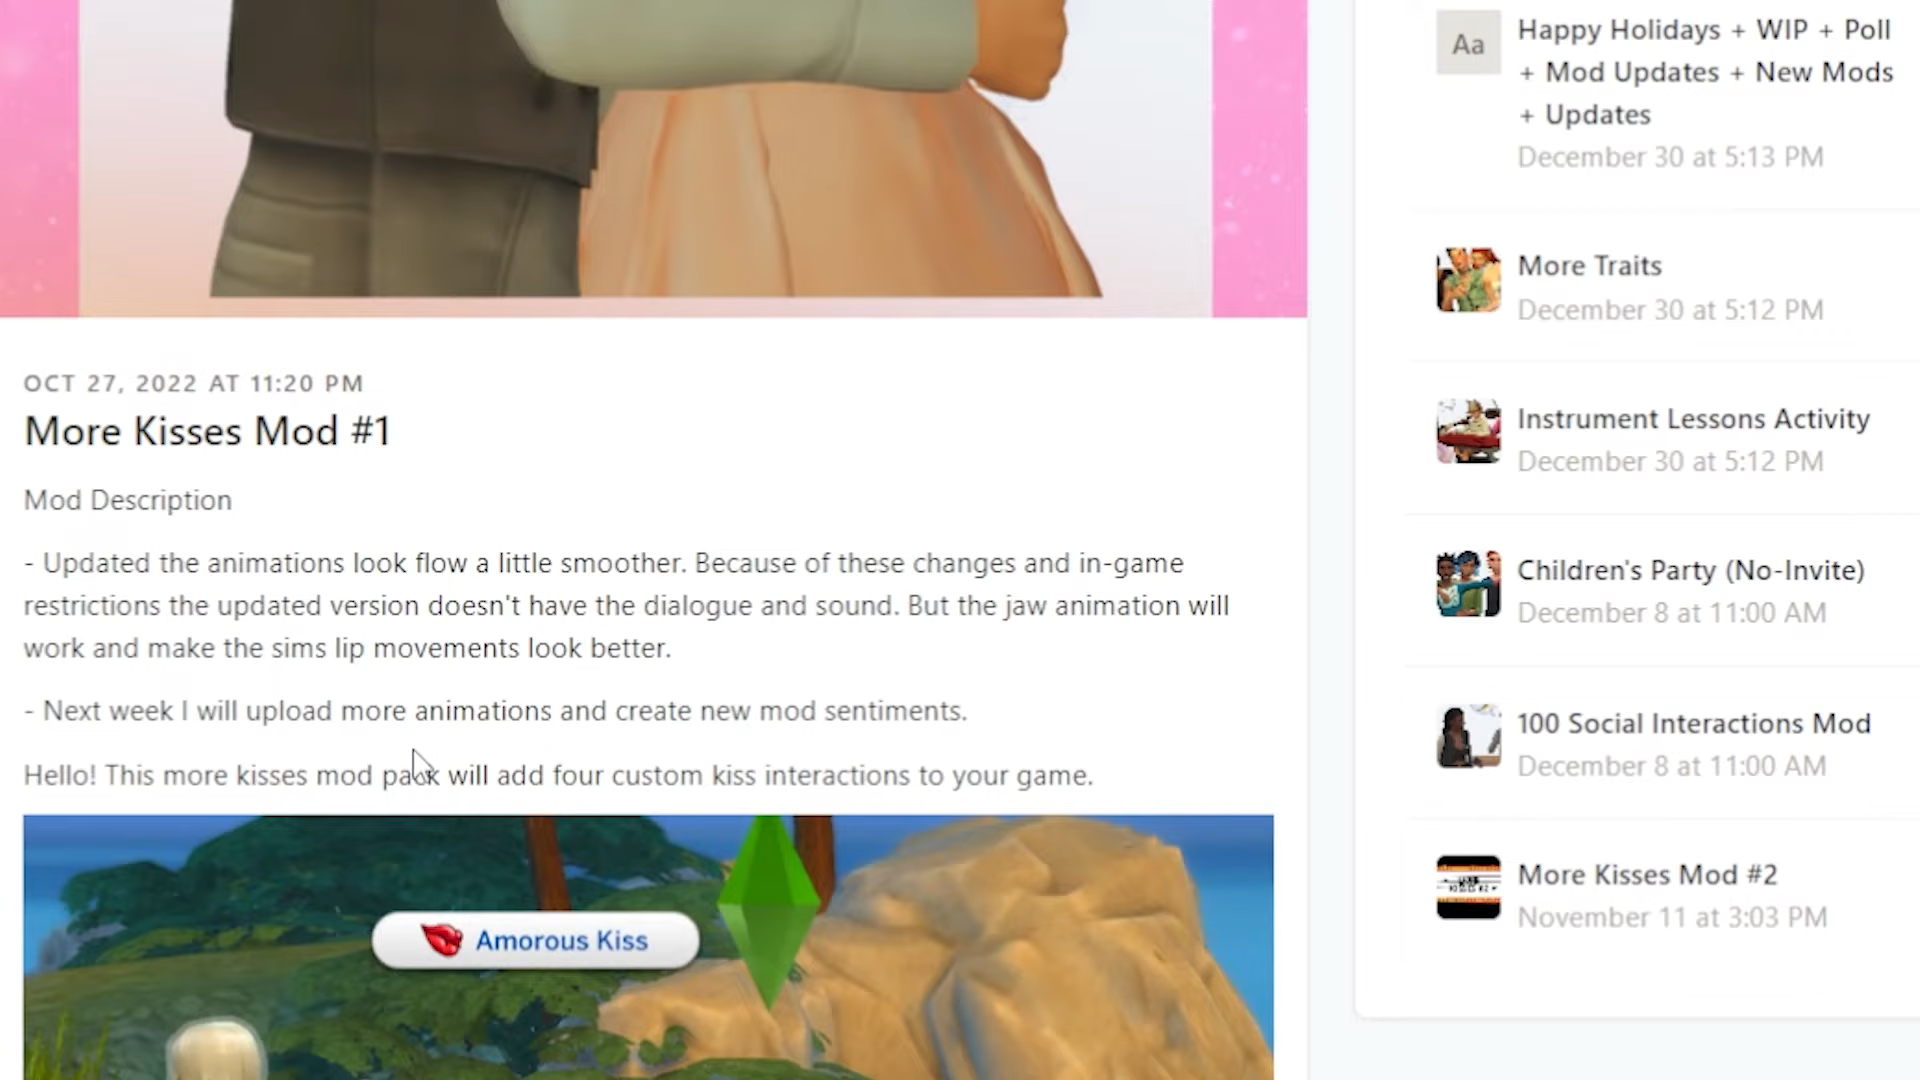 OCT 27, 2022 AT 11:20 PM
More Kisses Mod #1
Mod Description
- Updated the animations look flow a little smoother. Because of these changes and in-game
restrictions the updated version doesn't have the dialogue and sound. But the jaw animation will
work and make the sims lip movements look better.
- Next week I will upload more animations and create new mod sentiments.
Hello! This more kisses mod pack will add four custom kiss interactions to your game.
Amorous Kiss
Aa
Happy Holidays + WIP + Poll
+ Mod Updates + New Mods
+ Updates
December 30 at 5:13 PM
More Traits
December 30 at 5:12 PM
Instrument Lessons Activity
December 30 at 5:12 PM
Children's Party (No-Invite)
December 8 at 11:00 AM
100 Social Interactions Mod
December 8 at 11:00 AM
More Kisses Mod #2
November 11 at 3:03 PM